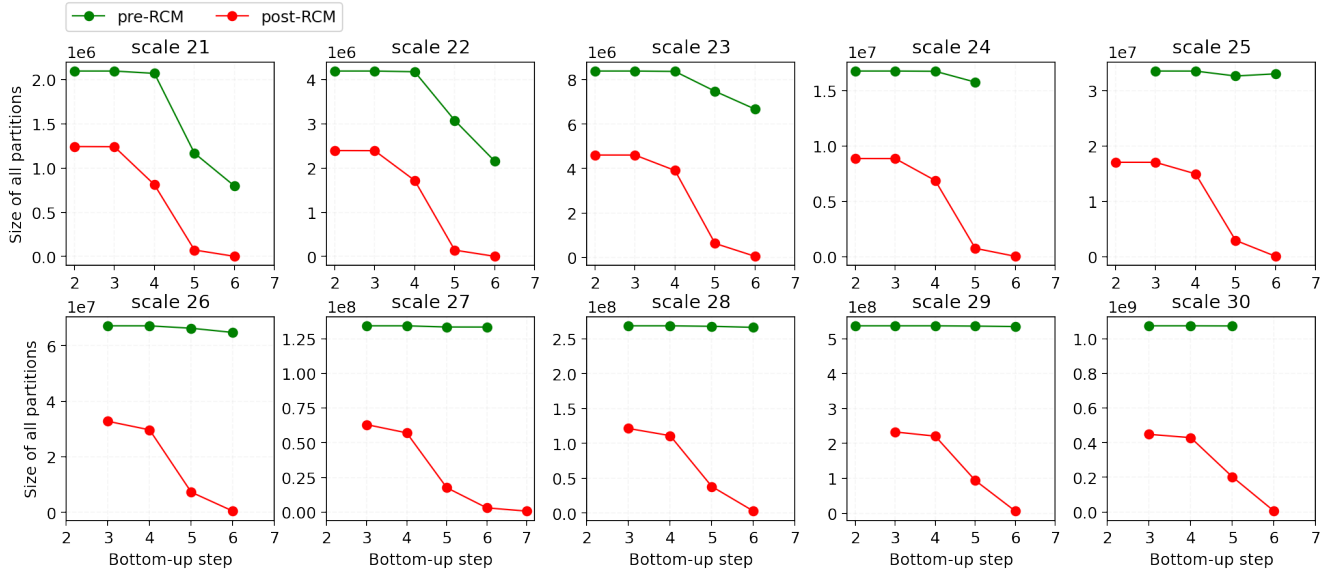 pre-RCM post-RCM
scale 21 scale 22 scale 23 scale 24 scale 25
1e6 1e6 1e6 1e7 1e7
Size of all partitions
2.0 1.5 1.0 0.5 0.0
4 3 2 1 0
8 6 4 2 0
1.5 1.0 0.5 0.0
3 2 1 0
2 3 4 5 6 7 2 3 4 5 6 7 2 3 4 5 6 7 2 3 4 5 6 7 2 3 4 5 6 7
scale 26 scale 27 scale 28 scale 29 scale 30
1e7 1e8 1e8 1e8 1e9
Size of all partitions
6 4 2 0
1.25 1.00 0.75 0.50 0.25 0.00
2.5 2.0 1.5 1.0 0.5 0.0
5 4 3 2 1 0
1.0 0.8 0.6 0.4 0.2 0.0
2 3 4 5 6 7 2 3 4 5 6 7 2 3 4 5 6 7 2 3 4 5 6 7 2 3 4 5 6 7
Bottom-up step Bottom-up step Bottom-up step Bottom-up step Bottom-up step